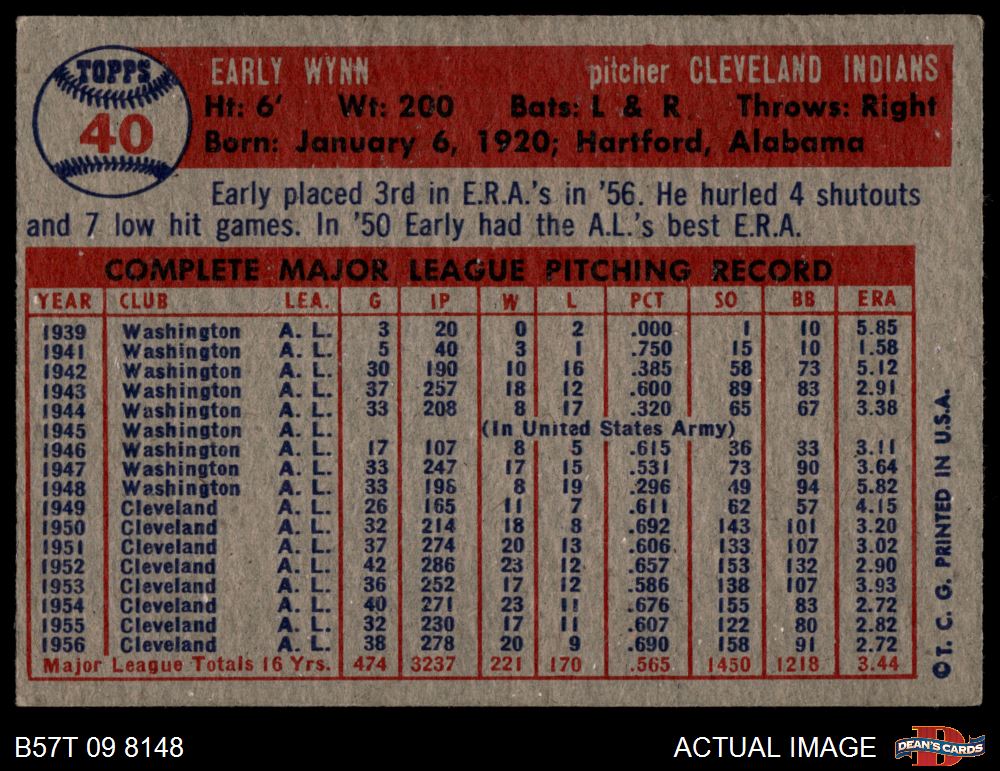 TOPPS
40
EARLY WYNN pitcher CLEVELAND INDIANS
Ht: 6' Wt: 200 Bats: L & R Throws: Right
Born: January 6, 1920; Hartford, Alabama
Early placed 3rd in E.R.A.'s in '56. He hurled 4 shutouts
and 7 low hit games. In '50 Early had the A.L.'s best E.R.A.
COMPLETE MAJOR LEAGUE PITCHING RECORD
YEAR CLUB LEA. G IP W L PCT SO BB ERA
1939 Washington A. L. 3 20 0 2 .000 1 10 5.85
1941 Washington A. L. 5 40 3 1 .750 15 10 1.58
1942 Washington A. L. 30 190 10 16 .385 58 73 5.12
1943 Washington A. L. 37 257 18 12 .600 89 83 2.91
1944 Washington A. L. 33 208 8 17 .320 65 67 3.38
1945 Washington A. L. (In United States Army)
1946 Washington A. L. 17 107 8 5 .615 36 33 3.11
1947 Washington A. L. 33 247 17 15 .531 73 90 3.64
1948 Washington A. L. 33 198 8 19 .296 49 94 5.82
1949 Cleveland A. L. 26 165 11 7 .611 62 57 4.15
1950 Cleveland A. L. 32 214 18 8 .692 143 101 3.20
1951 Cleveland A. L. 37 274 20 13 .606 133 107 3.02
1952 Cleveland A. L. 42 286 23 12 .657 153 132 2.90
1953 Cleveland A. L. 36 252 17 12 .586 138 107 3.93
1954 Cleveland A. L. 40 271 23 11 .676 155 83 2.72
1955 Cleveland A. L. 32 230 17 11 .607 122 80 2.82
1956 Cleveland A. L. 38 278 20 9 .690 158 91 2.72
Major League Totals 16 Yrs. 474 3237 221 170 .565 1450 1218 3.44
©T. C. G. PRINTED IN U.S.A.
B57T 09 8148 ACTUAL IMAGE
DEAN'S CARDS